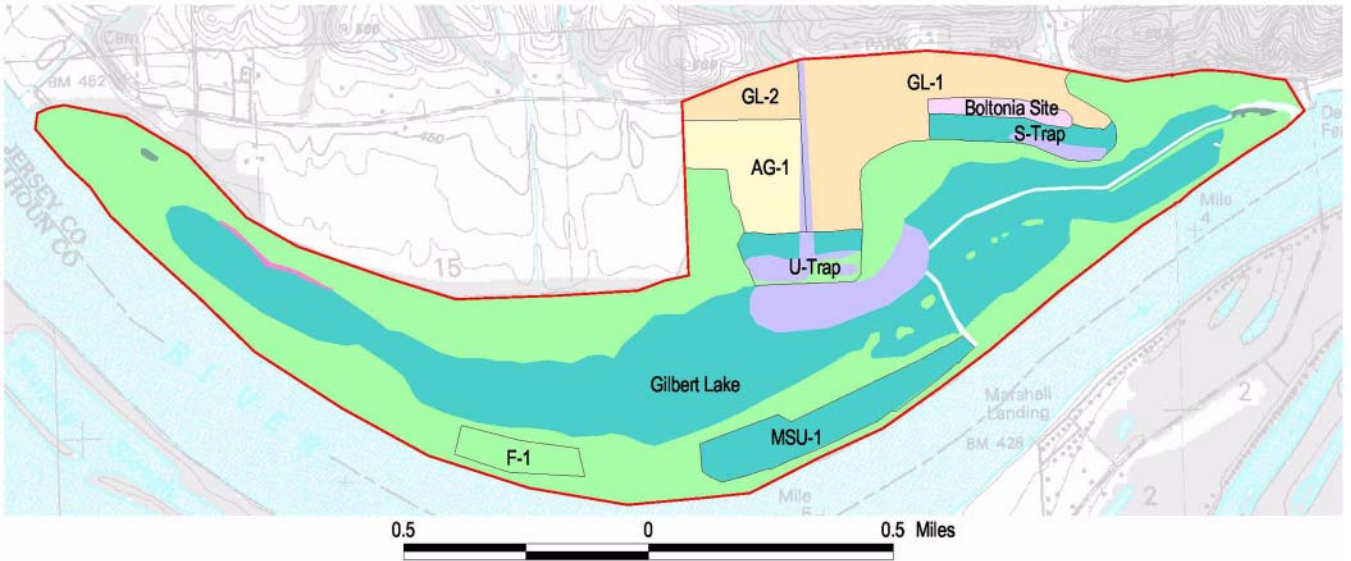 Cem
BM 462
560
GL-2
GL-1
Boltonia Site
S-Trap
450
AG-1
JERSEY CO
CALHOUN CO
Mile
4
15
U-Trap
RIVER
Gilbert Lake
Marshall
Landing
2
MSU-1
BM 428
F-1
Mile
5
2
0.5 0 0.5 Miles